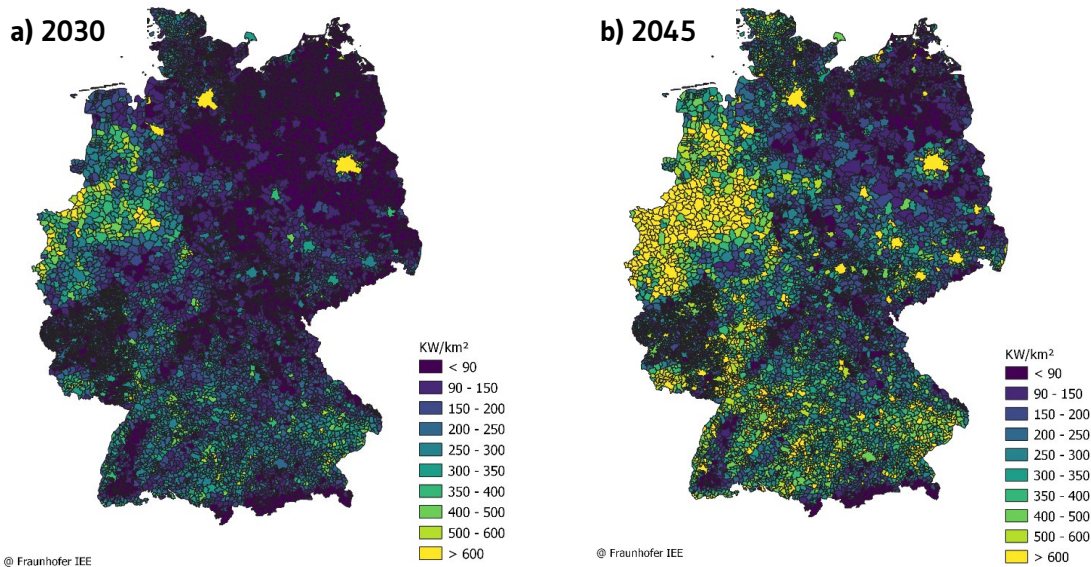 a) 2030
KW/km²
< 90
90 - 150
150 - 200
200 - 250
250 - 300
300 - 350
350 - 400
400 - 500
500 - 600
> 600
@ Fraunhofer IEE
b) 2045
KW/km²
< 90
90 - 150
150 - 200
200 - 250
250 - 300
300 - 350
350 - 400
400 - 500
500 - 600
> 600
@ Fraunhofer IEE